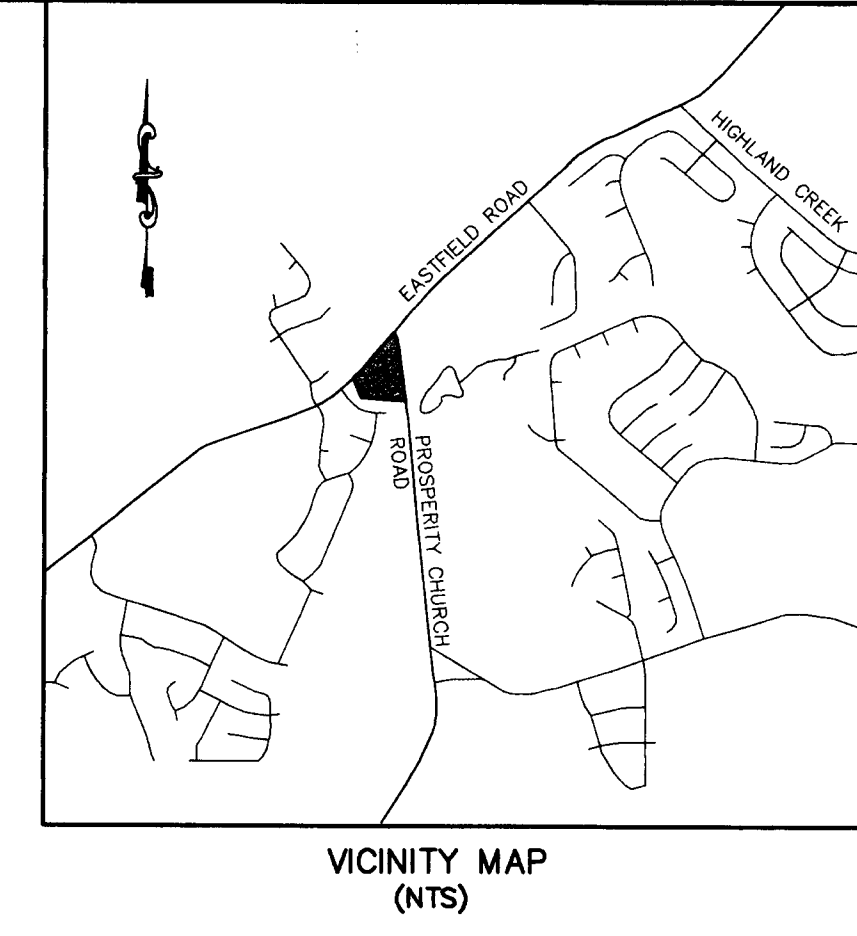 HIGHLAND CREEK
EASTFIELD ROAD
PROSPERITY CHURCH
ROAD
VICINITY MAP
(NTS)